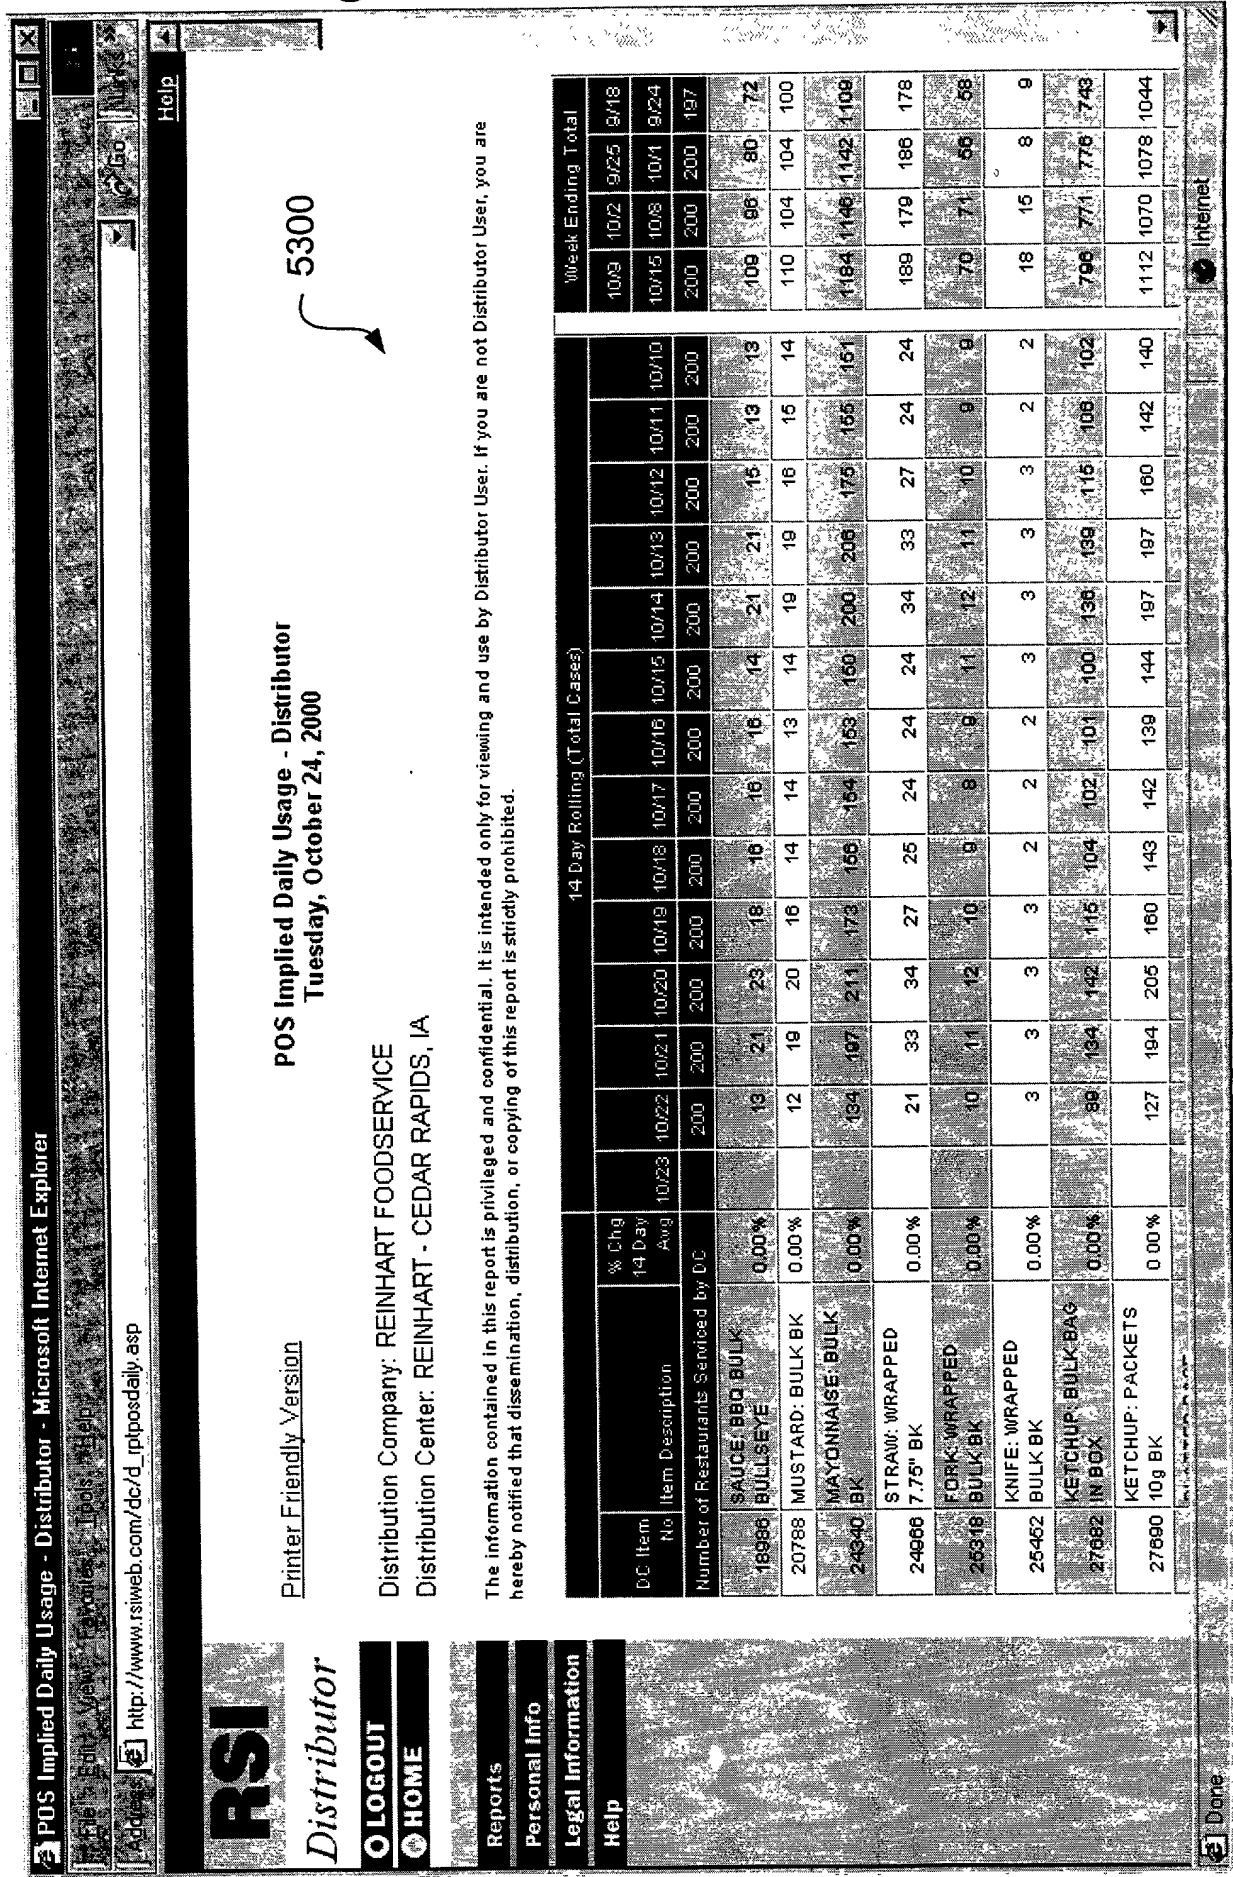 POS Implied Daily Usage - Distributor - Microsoft Internet Explorer
File Edit View Favorites Tools Help
Address http://www.rsiweb.com/dc/d_rptposdaily.asp Go Links »
Help
RSI
Distributor
LOGOUT
HOME
Reports
Personal Info
Legal Information
Help
Printer Friendly Version
POS Implied Daily Usage - Distributor
Tuesday, October 24, 2000
5300
Distribution Company: REINHART FOODSERVICE
Distribution Center: REINHART - CEDAR RAPIDS, IA
The information contained in this report is privileged and confidential. It is intended only for viewing and use by Distributor User. If you are not Distributor User, you are
hereby notified that dissemination, distribution, or copying of this report is strictly prohibited.
14 Day Rolling (Total Cases) Week Ending Total
% Chg 10/9 10/2 9/25 9/18
DC Item 14 Day
No Item Description Avg 10/23 10/22 10/21 10/20 10/19 10/18 10/17 10/16 10/15 10/14 10/13 10/12 10/11 10/10 10/15 10/8 10/1 9/24
Number of Restaurants Serviced by DC 200 200 200 200 200 200 200 200 200 200 200 200 200 200 200 200 197
SAUCE: BBQ BULK
18986 BULLSEYE 0.00% 13 21 23 18 16 16 16 14 21 21 15 13 13 109 96 80 72
20788 MUSTARD: BULK BK 0.00% 12 19 20 16 14 14 13 14 19 19 16 15 14 110 104 104 100
MAYONNAISE: BULK
24340 BK 0.00% 134 197 211 173 156 154 153 150 200 206 175 155 151 1184 1146 1142 1109
STRAW: WRAPPED
24966 7.75" BK 0.00% 21 33 34 27 25 24 24 24 34 33 27 24 24 189 179 186 178
FORK: WRAPPED
25318 BULK BK 0.00% 10 11 12 10 9 8 9 11 12 11 10 9 9 70 71 56 58
KNIFE: WRAPPED
25452 BULK BK 0.00% 3 3 3 3 2 2 2 3 3 3 3 2 2 18 15 8 9
KETCHUP: BULK BAG
27682 IN BOX 0.00% 89 134 142 115 104 102 101 100 136 139 115 106 102 796 771 776 743
KETCHUP: PACKETS
27690 10g BK 0.00% 127 194 205 160 143 142 139 144 197 197 160 142 140 1112 1070 1078 1044
Done Internet